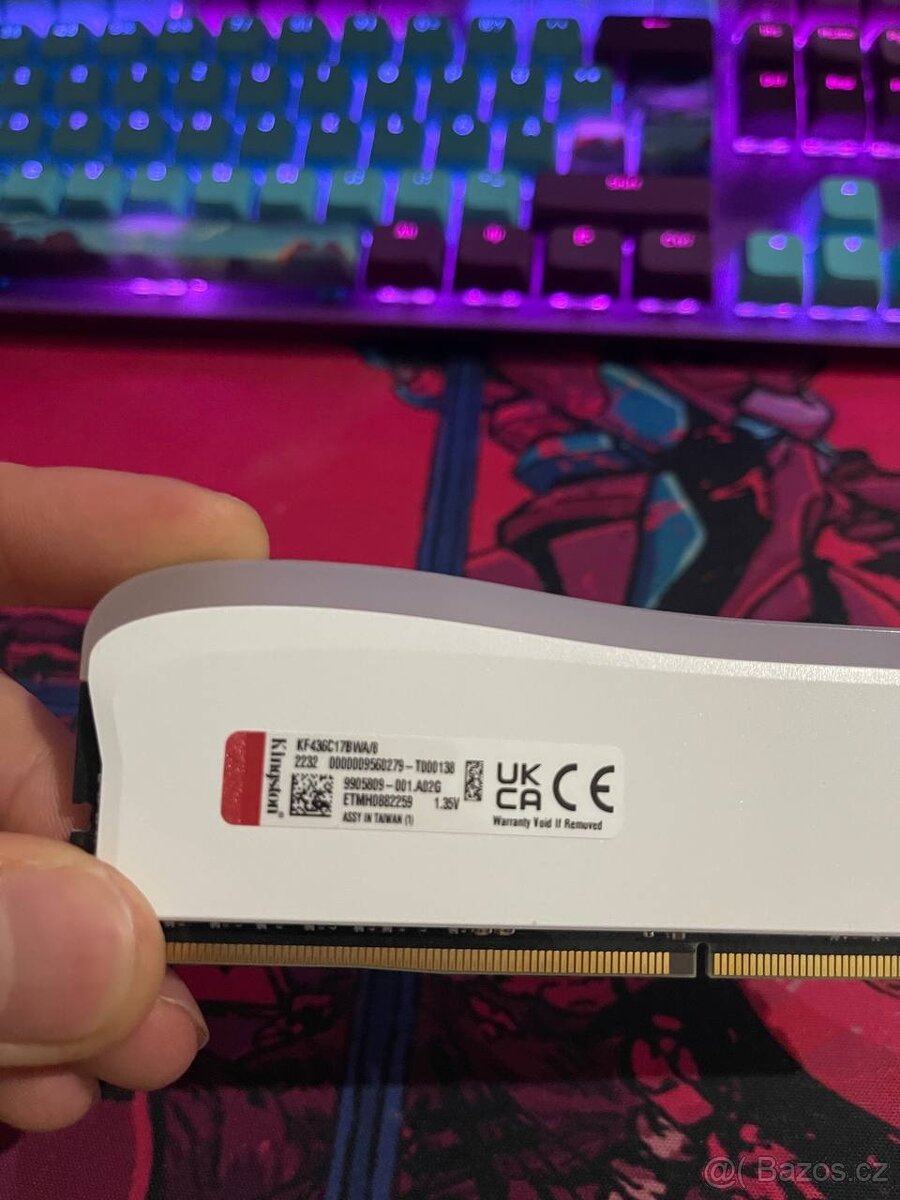 Kingston
KF436C17BWA/8
2232 0000009560279-T000138
9905809-001.A02G
ETMH0882259 1.35V
ASSY IN TAIWAN (1)
UK
CA
CE
Warranty Void If Removed
@( Bazos.cz